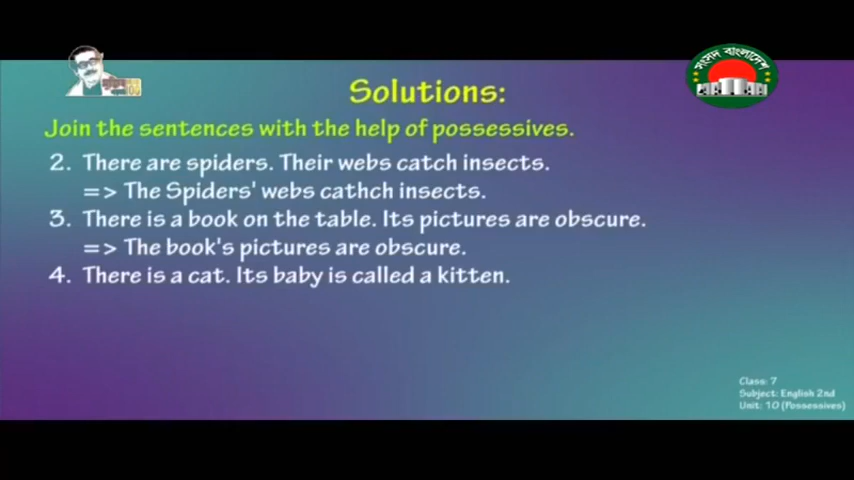 সংসদ বাংলাদেশ
Solutions:
Join the sentences with the help of possessives.
2. There are spiders. Their webs catch insects.
=> The Spiders' webs cathch insects.
3. There is a book on the table. Its pictures are obscure.
=> The book's pictures are obscure.
4. There is a cat. Its baby is called a kitten.
Class: 7
Subject: English 2nd
Unit: 10 (Possessives)